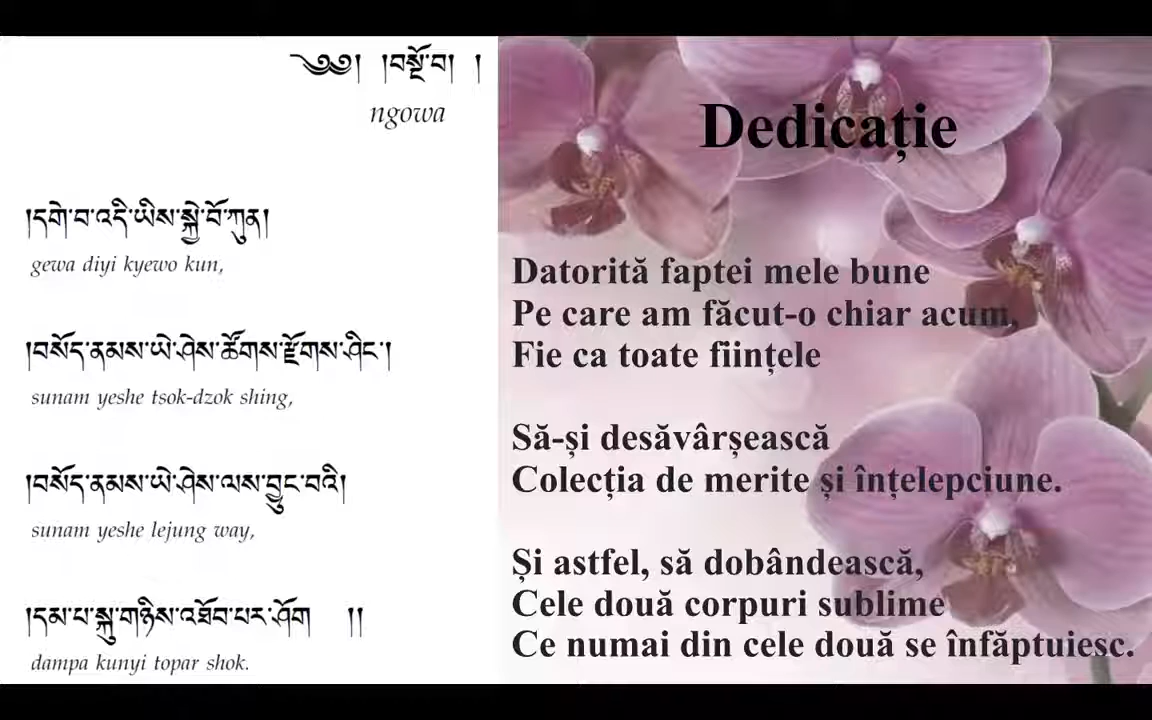 ༄༅། །བསྔོ་བ། །
ngowa
།དགེ་བ་འདི་ཡིས་སྐྱེ་བོ་ཀུན།
gewa diyi kyewo kun,
།བསོད་ནམས་ཡེ་ཤེས་ཚོགས་རྫོགས་ཤིང་།
sunam yeshe tsok-dzok shing,
།བསོད་ནམས་ཡེ་ཤེས་ལས་བྱུང་བའི།
sunam yeshe lejung way,
།དམ་པ་སྐུ་གཉིས་འཐོབ་པར་ཤོག །།
dampa kunyi topar shok.
Dedicație
Datorită faptei mele bune
Pe care am făcut-o chiar acum,
Fie ca toate ființele
Să-și desăvârșească
Colecția de merite și înțelepciune.
Și astfel, să dobândească,
Cele două corpuri sublime
Ce numai din cele două se înfăptuiesc.